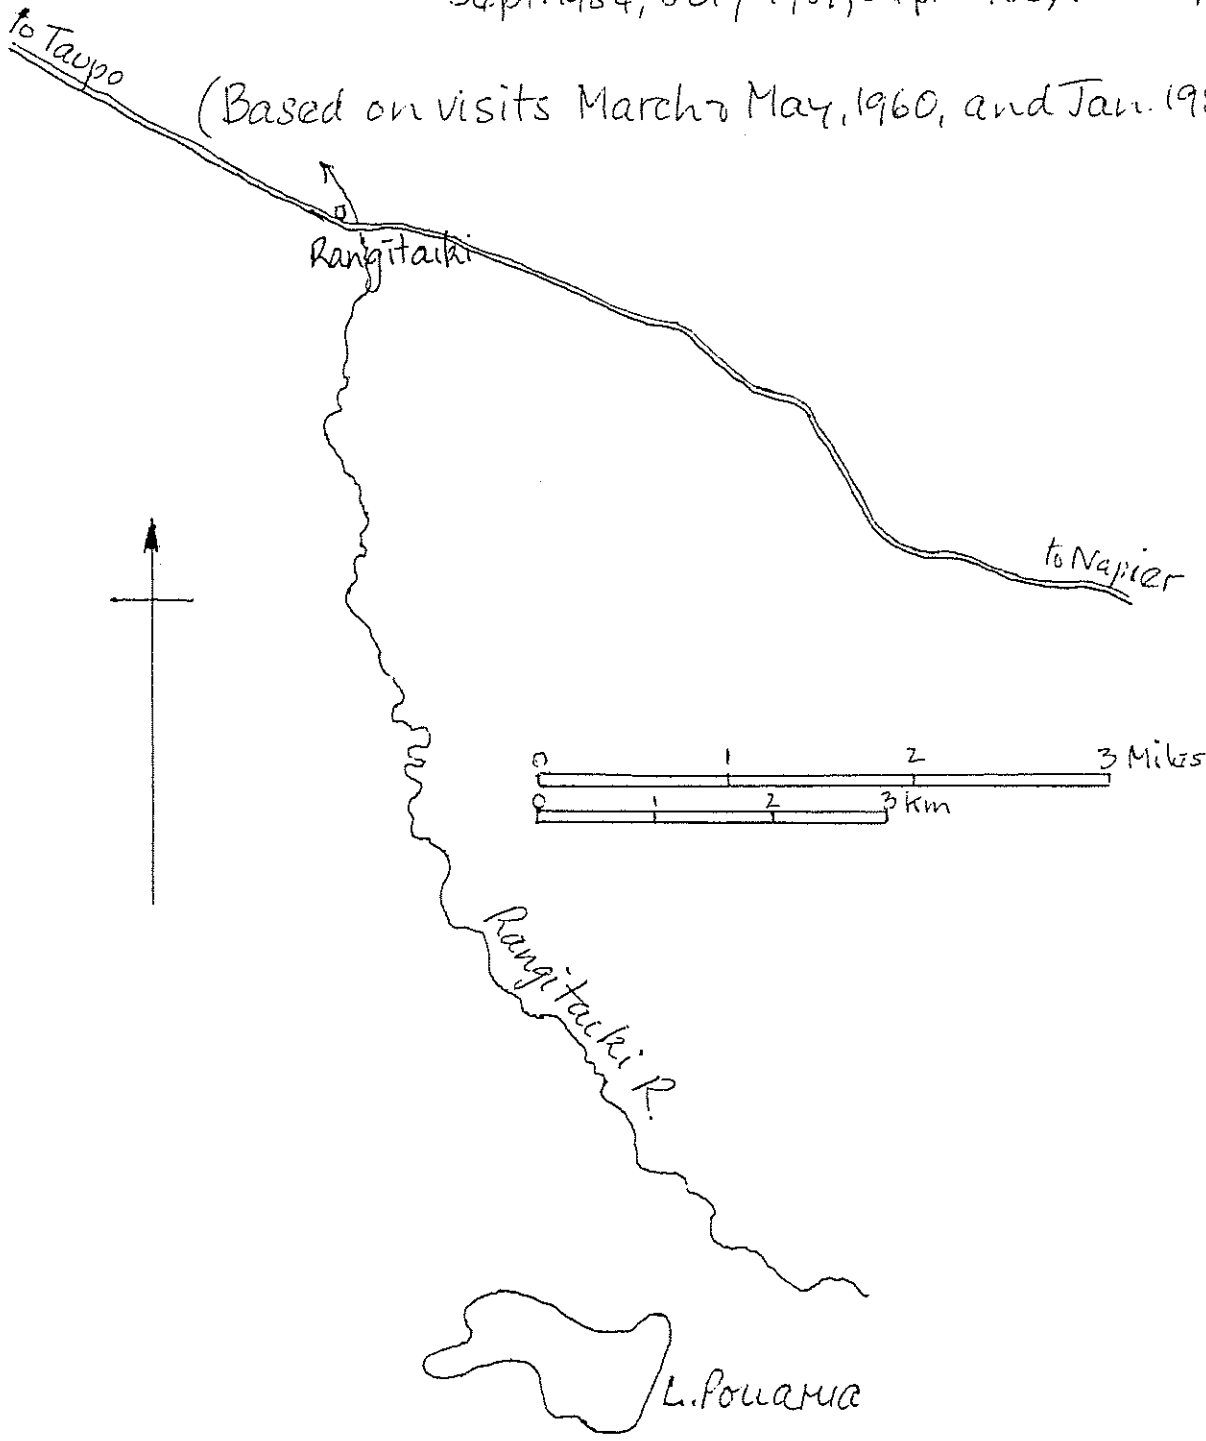 to Taupo
(Based on visits March & May, 1960, and Jan. 19
Rangitaiki
to Napier
0 1 2 3 Miles
0 1 2 3 Km
Rangitaiki R.
L. Pouarua